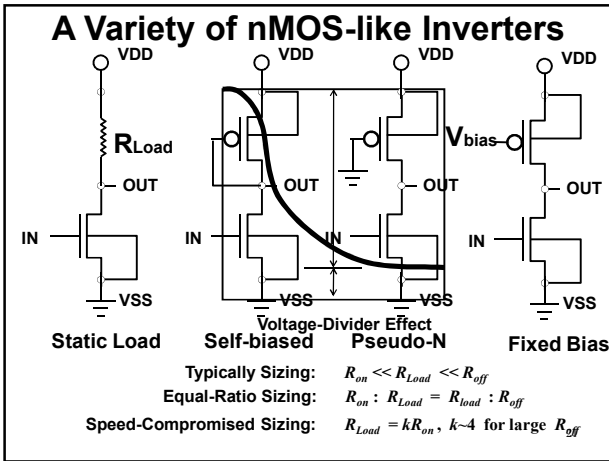 A Variety of nMOS-like Inverters
VDD VDD VDD VDD
RLoad Vbias
OUT OUT OUT OUT
IN IN IN IN
VSS VSS VSS VSS
Voltage-Divider Effect
Static Load Self-biased Pseudo-N Fixed Bias
Typically Sizing: Ron << RLoad << Roff
Equal-Ratio Sizing: Ron : RLoad = Rload : Roff
Speed-Compromised Sizing: RLoad = kRon , k~4 for large Roff